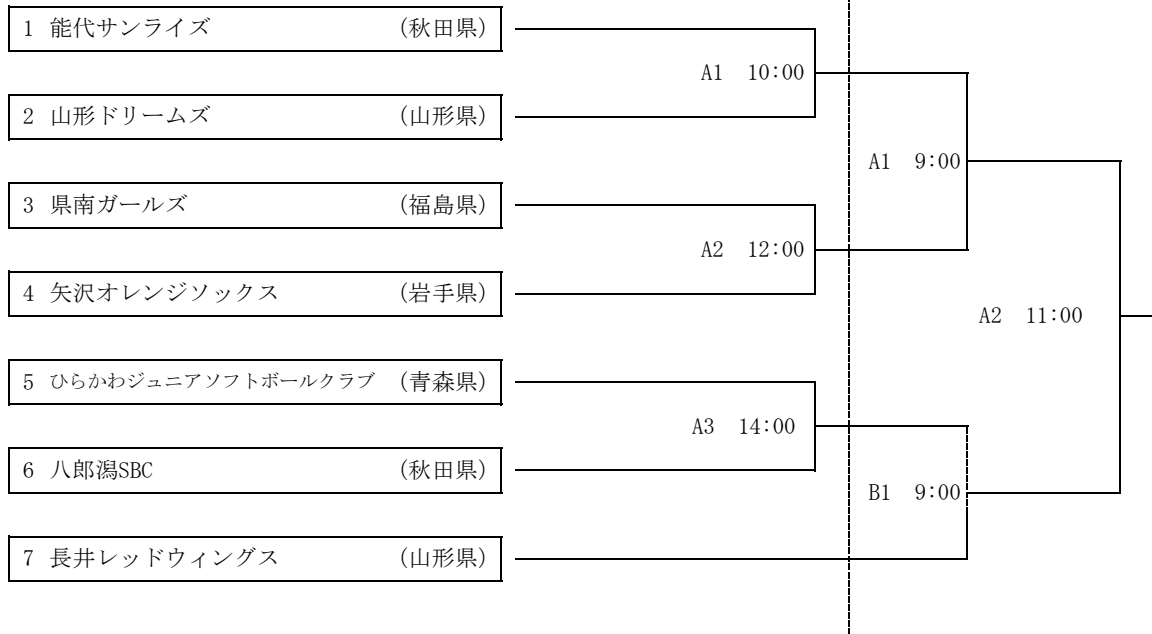 1 能代サンライズ (秋田県)
A1 10:00
2 山形ドリームズ (山形県)
A1 9:00
3 県南ガールズ (福島県)
A2 12:00
4 矢沢オレンジソックス (岩手県)
A2 11:00
5 ひらかわジュニアソフトボールクラブ (青森県)
A3 14:00
6 八郎潟SBC (秋田県)
B1 9:00
7 長井レッドウィングス (山形県)